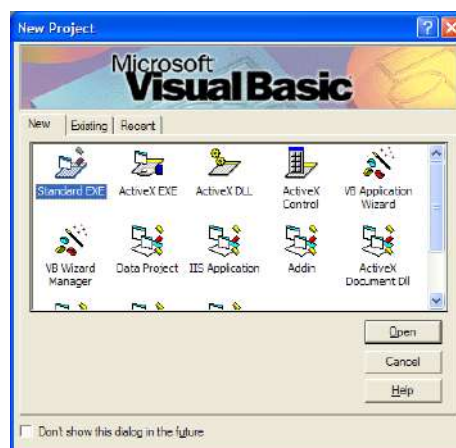 New Project
Microsoft
Visual Basic
New Existing Recent
Standard EXE ActiveX EXE ActiveX DLL ActiveX Control VB Application Wizard
VB Wizard Manager Data Project IIS Application Addin ActiveX Document Dll
Open
Cancel
Help
Don't show this dialog in the future